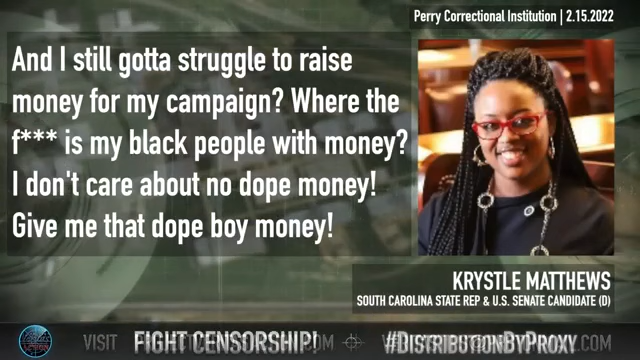 Perry Correctional Institution | 2.15.2022
And I still gotta struggle to raise
money for my campaign? Where the
f*** is my black people with money?
I don't care about no dope money!
Give me that dope boy money!
KRYSTLE MATTHEWS
SOUTH CAROLINA STATE REP & U.S. SENATE CANDIDATE (D)
VISIT FIGHT CENSORSHIP! .COM #DISTRIBUTIONBYPROXY .COM